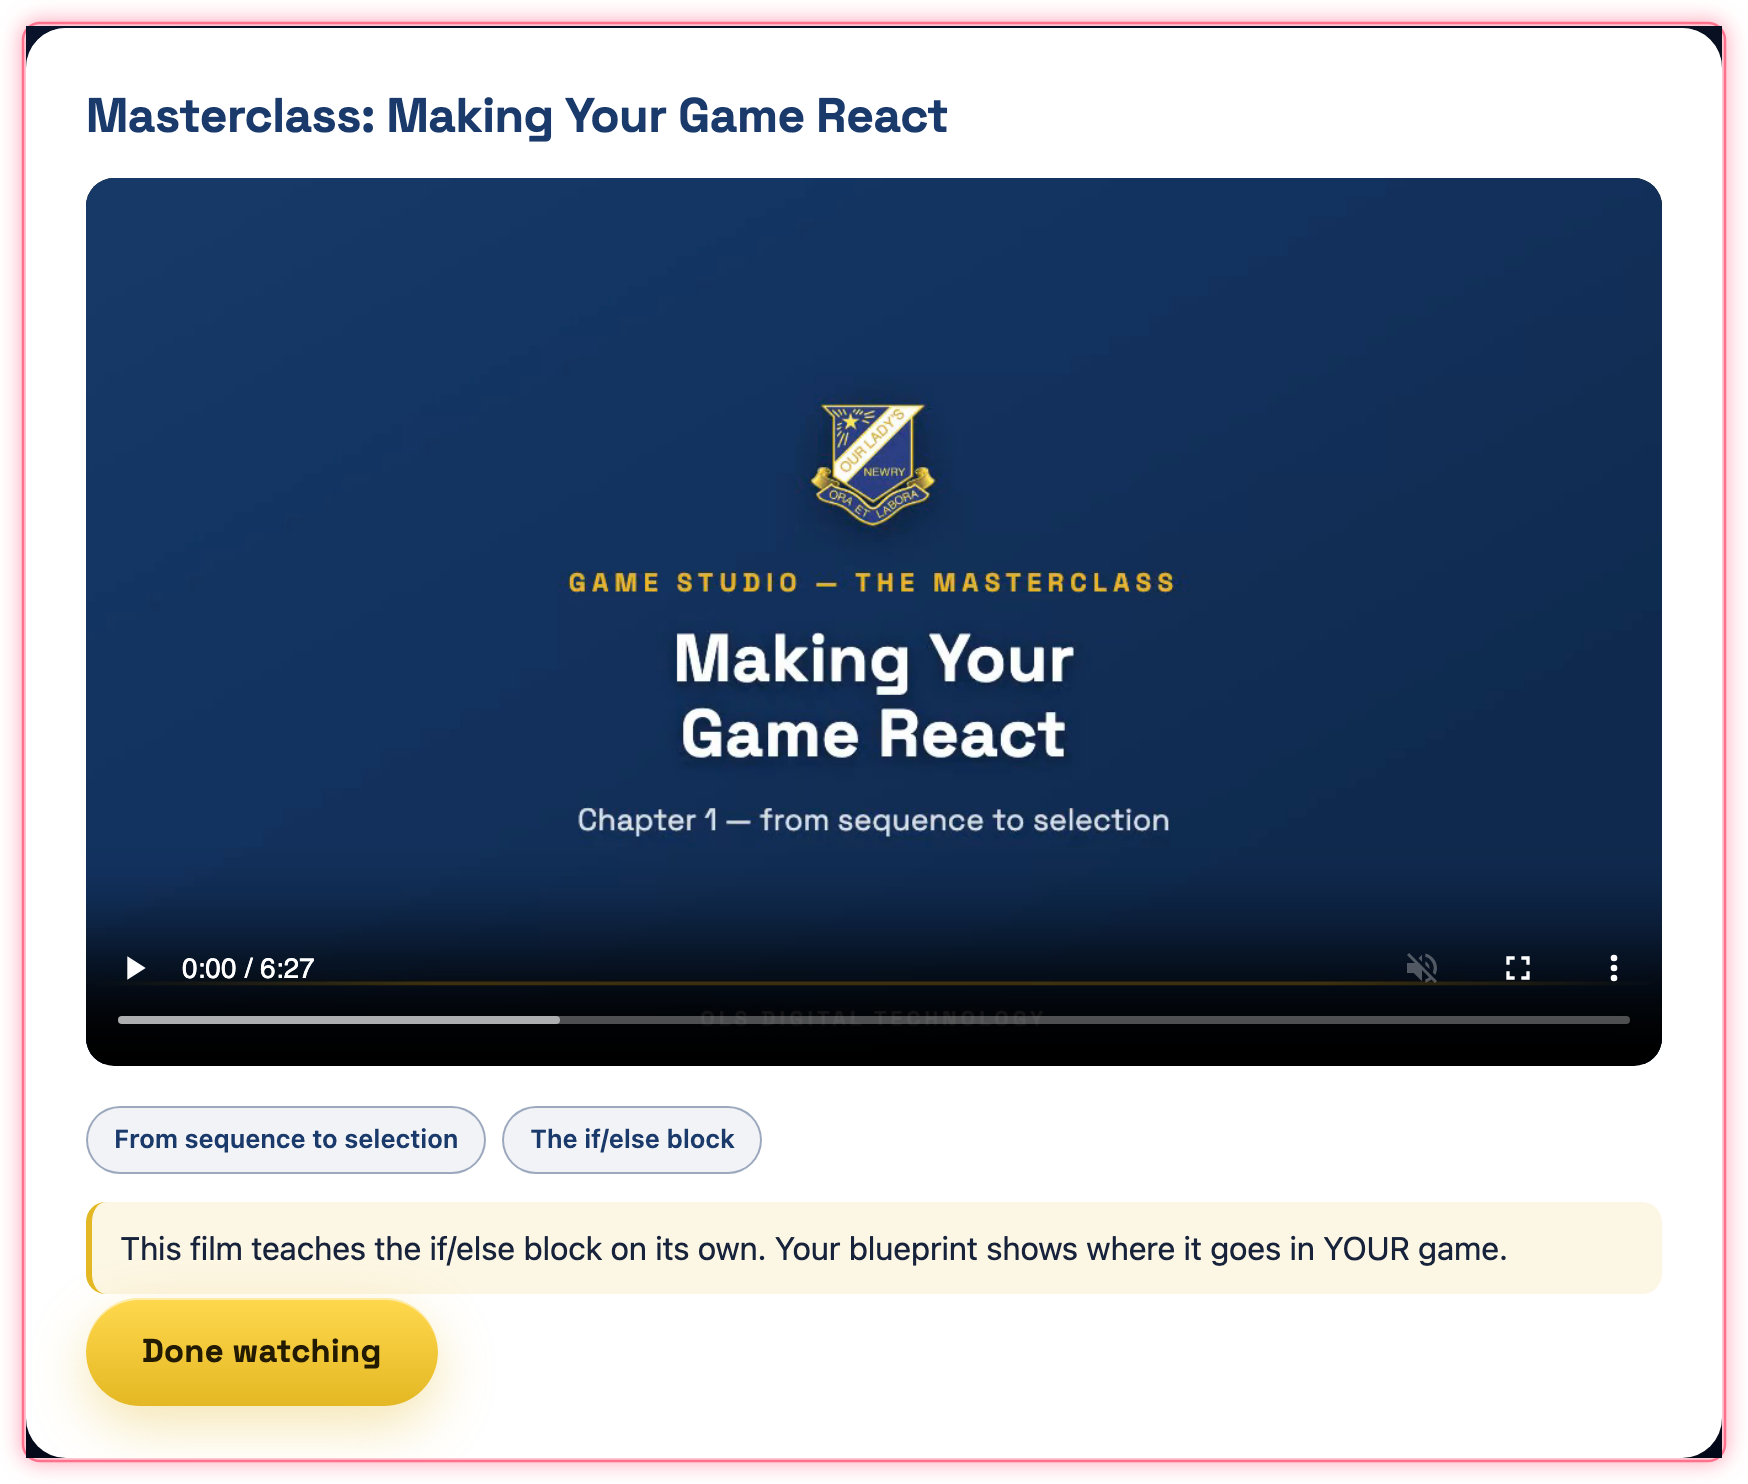 Masterclass: Making Your Game React
OUR LADY'S
NEWRY
ORA ET LABORA
GAME STUDIO — THE MASTERCLASS
Making Your
Game React
Chapter 1 — from sequence to selection
0:00 / 6:27
OLS DIGITAL TECHNOLOGY
From sequence to selection
The if/else block
This film teaches the if/else block on its own. Your blueprint shows where it goes in YOUR game.
Done watching